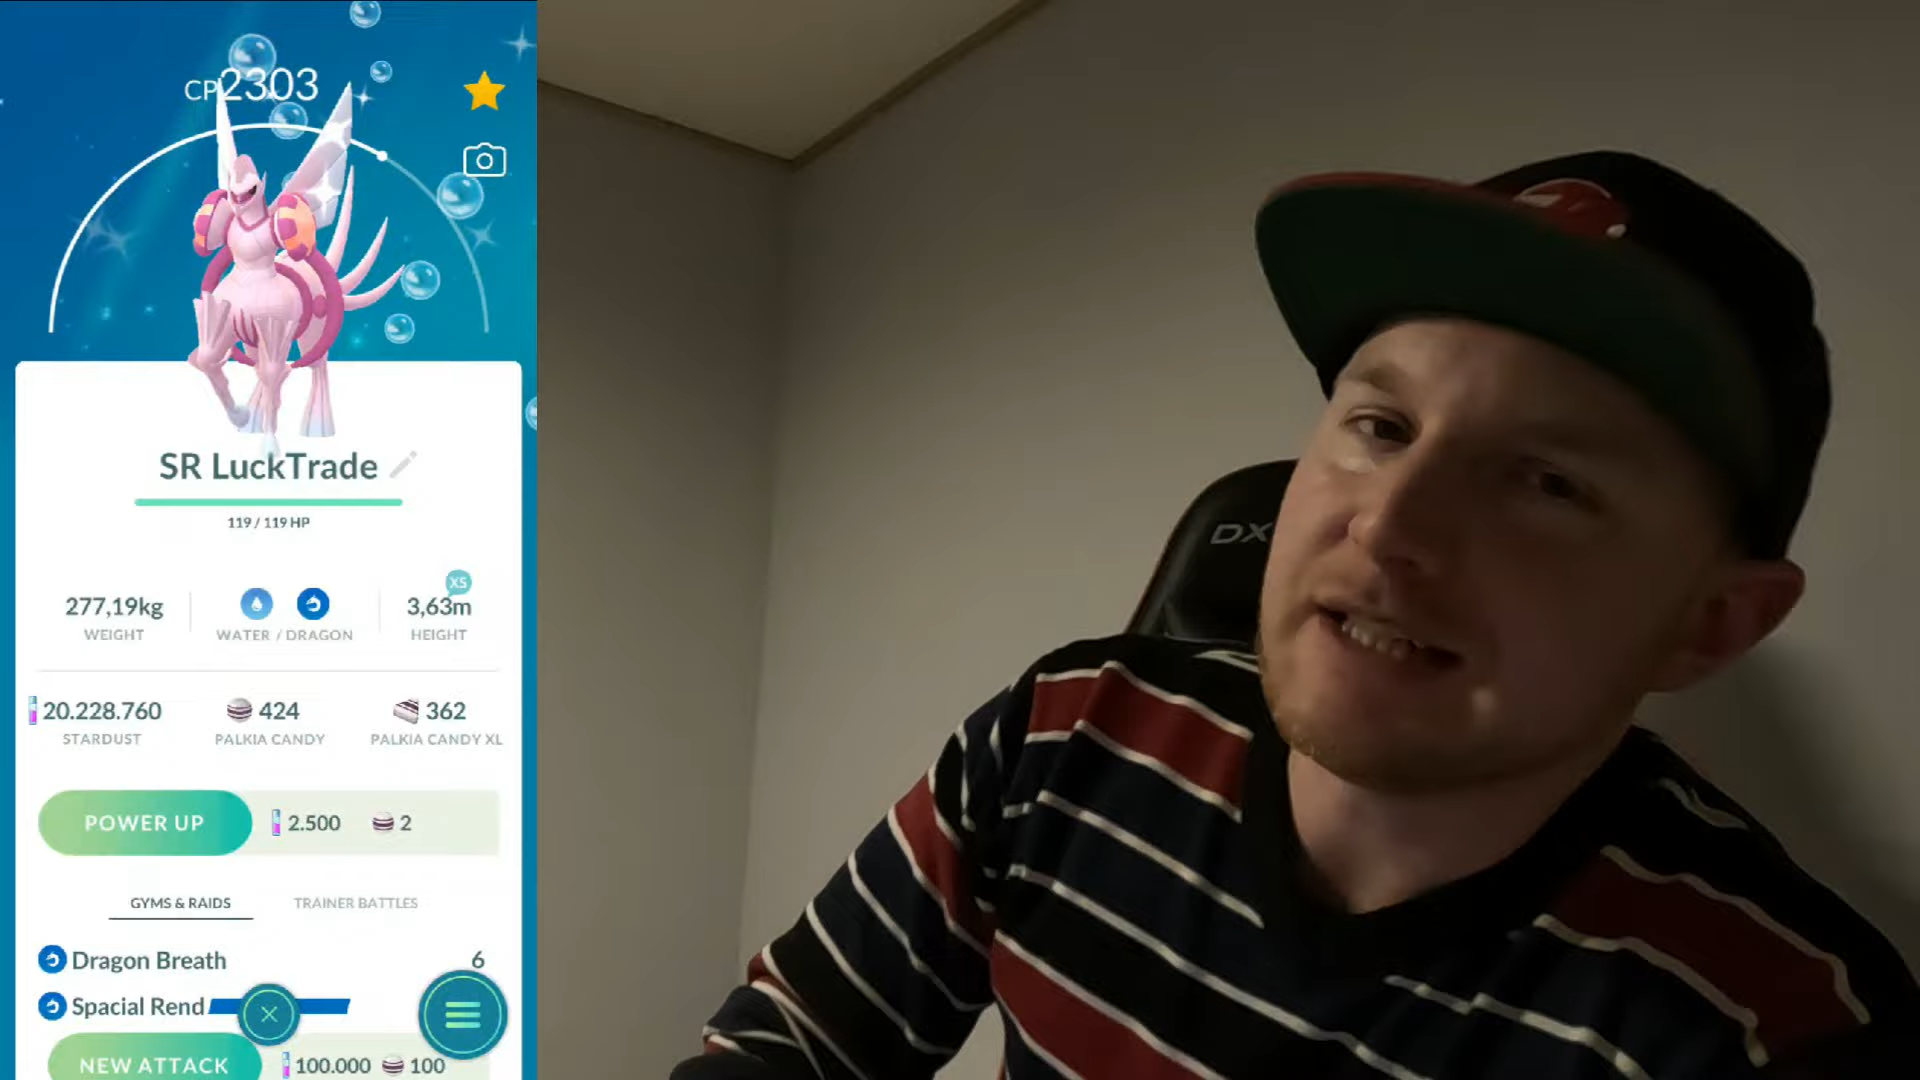 CP2303
SR LuckTrade
119 / 119 HP
XS
277,19kg
3,63m
WEIGHT
WATER / DRAGON
HEIGHT
20.228.760
424
362
STARDUST
PALKIA CANDY
PALKIA CANDY XL
POWER UP
2.500
2
GYMS & RAIDS
TRAINER BATTLES
Dragon Breath
6
Spacial Rend
NEW ATTACK
100.000
100
DX